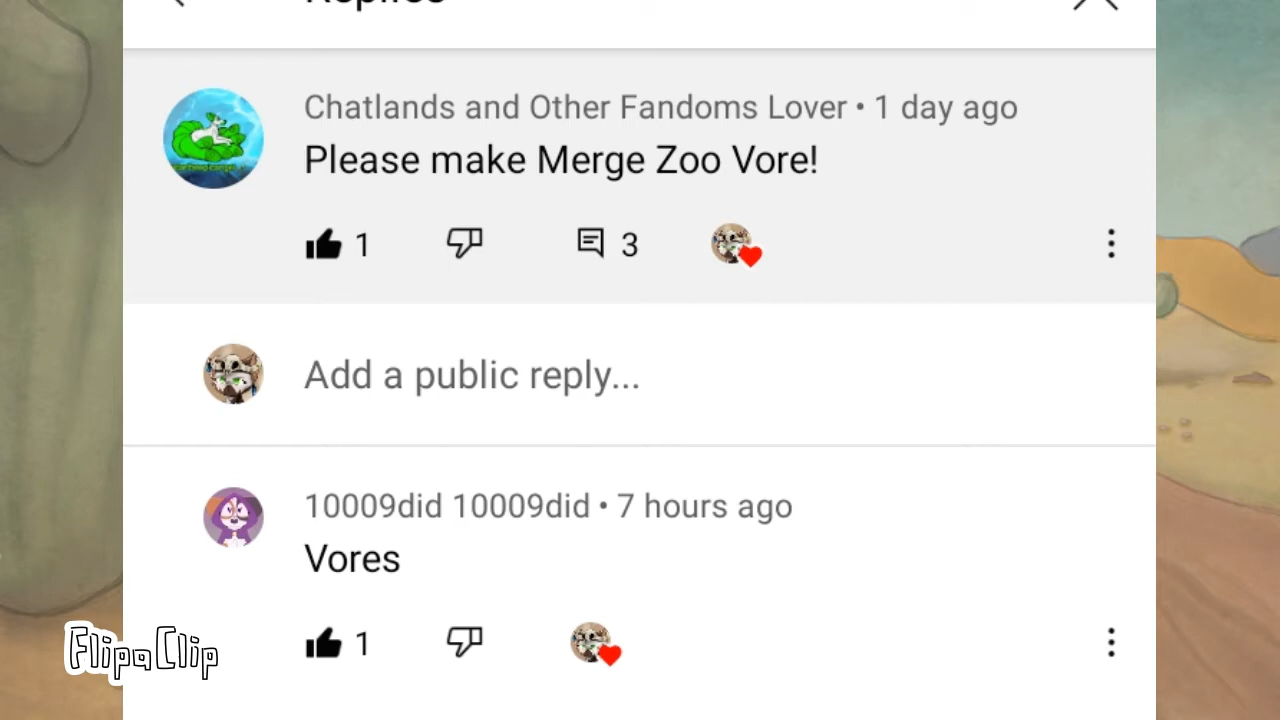 Replies
Chatlands and Other Fandoms Lover • 1 day ago
Please make Merge Zoo Vore!
1
3
Add a public reply...
10009did 10009did • 7 hours ago
Vores
1
FlipaClip